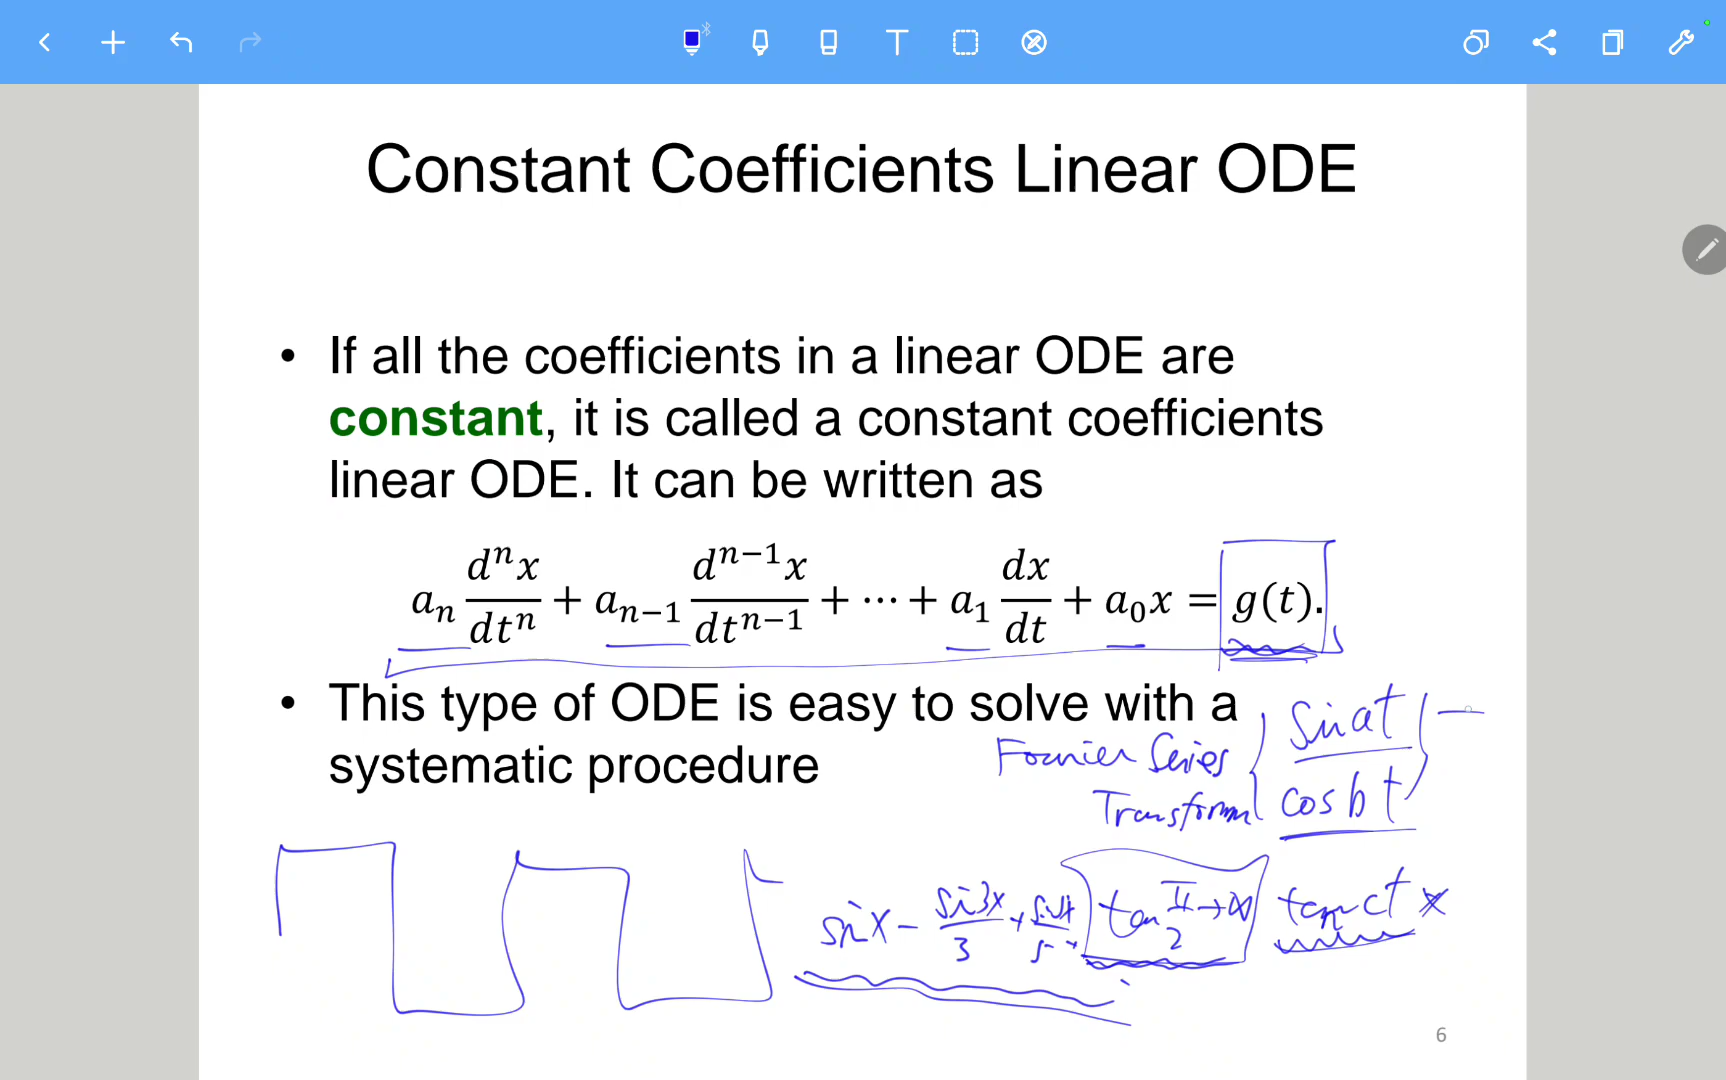 Constant Coefficients Linear ODE
• If all the coefficients in a linear ODE are
constant, it is called a constant coefficients
linear ODE. It can be written as
aₙ dⁿx/dtⁿ + aₙ₋₁ dⁿ⁻¹x/dtⁿ⁻¹ + ⋯ + a₁ dx/dt + a₀x = g(t).
• This type of ODE is easy to solve with a
systematic procedure
sin at
Fourier Series
Transform
cos bt
sin x − sin 3x/3 +
tan π/2 → ∞
tan ct ×
6